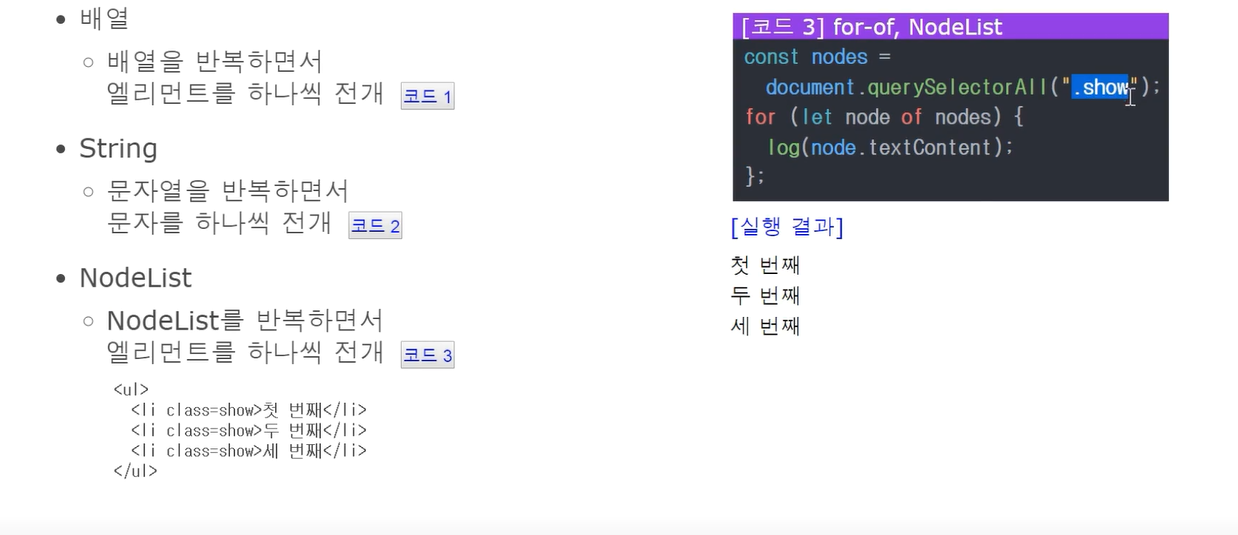 배열
배열을 반복하면서
엘리먼트를 하나씩 전개 코드 1
String
문자열을 반복하면서
문자를 하나씩 전개 코드 2
NodeList
NodeList를 반복하면서
엘리먼트를 하나씩 전개 코드 3
<ul>
  <li class=show>첫 번째</li>
  <li class=show>두 번째</li>
  <li class=show>세 번째</li>
</ul>
[코드 3] for-of, NodeList
const nodes =
  document.querySelectorAll(".show");
for (let node of nodes) {
  log(node.textContent);
};
[실행 결과]
첫 번째
두 번째
세 번째